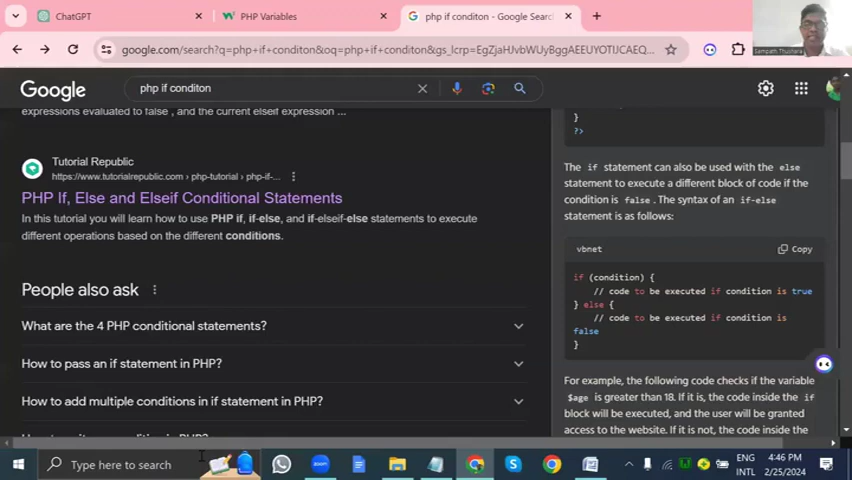 ChatGPT
PHP Variables
php if conditon - Google Searc
google.com/search?q=php+if+conditon&oq=php+if+conditon&gs_lcrp=EgZjaHJvbWUyBggAEEUYOTIJCAEQ...
Sampath Thushara
Google
php if conditon
expressions evaluated to false , and the current elseif expression ...
Tutorial Republic
https://www.tutorialrepublic.com › php-tutorial › php-if-...
PHP If, Else and Elseif Conditional Statements
In this tutorial you will learn how to use PHP if, if-else, and if-elseif-else statements to execute
different operations based on the different conditions.
People also ask
What are the 4 PHP conditional statements?
How to pass an if statement in PHP?
How to add multiple conditions in if statement in PHP?
}
?>
The if statement can also be used with the else
statement to execute a different block of code if the
condition is false . The syntax of an if-else
statement is as follows:
vbnet
Copy
if (condition) {
// code to be executed if condition is true
} else {
// code to be executed if condition is
false
}
For example, the following code checks if the variable
$age is greater than 18. If it is, the code inside the if
block will be executed, and the user will be granted
access to the website. If it is not, the code inside the
Type here to search
zoom
ENG
INTL
4:46 PM
2/25/2024